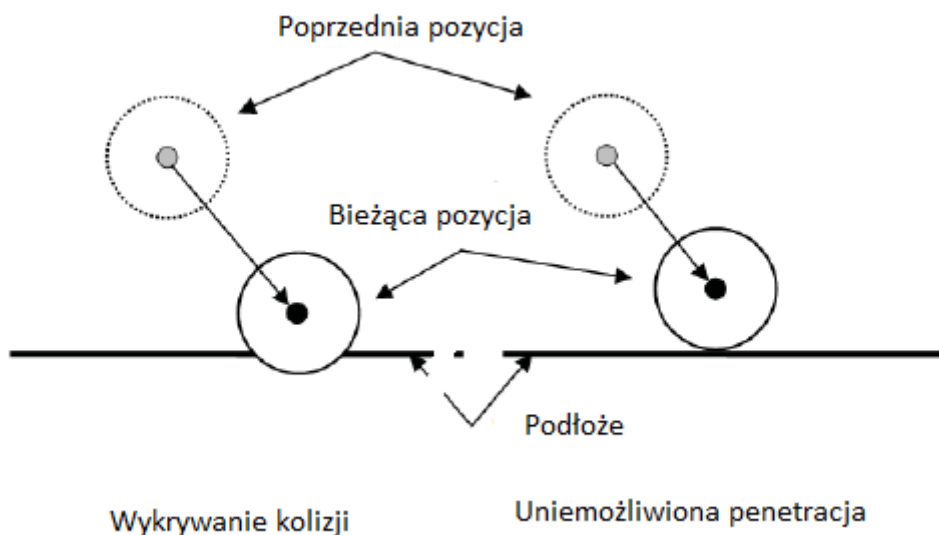 Poprzednia pozycja
Bieżąca pozycja
Podłoże
Wykrywanie kolizji
Uniemożliwiona penetracja